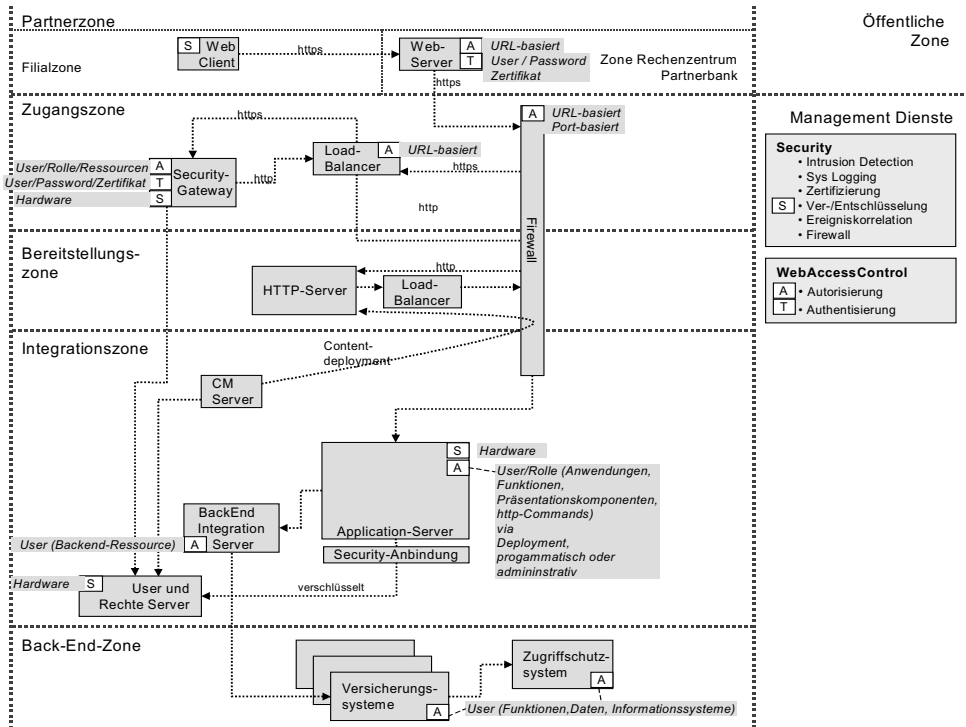 Partnerzone
Öffentliche
Zone
S Web
Client
https
Web-
Server
A
T
URL-basiert
User / Password
Zertifikat
Filialzone
Zone Rechenzentrum
Partnerbank
https
Zugangszone
https
A URL-basiert
Port-basiert
Load-
Balancer
A URL-basiert
https
User/Rolle/Ressourcen A
User/Password/Zertifikat T
Hardware S
Security-
Gateway
http
http
Firewall
Management Dienste
Security
• Intrusion Detection
• Sys Logging
• Zertifizierung
S • Ver-/Entschlüsselung
• Ereigniskorrelation
• Firewall
Bereitstellungs-
zone
http
HTTP-Server
Load-
Balancer
WebAccessControl
A • Autorisierung
T • Authentisierung
Integrationszone
Content-
deployment
CM
Server
S Hardware
A
User/Rolle (Anwendungen,
Funktionen,
Präsentationskomponenten,
http-Commands)
via
Deployment,
progammatisch oder
admininstrativ
Application-Server
Security-Anbindung
BackEnd
Integration
Server
User (Backend-Ressource) A
Hardware S
User und
Rechte Server
verschlüsselt
Back-End-Zone
Versicherungs-
systeme
A
Zugriffschutz-
system
A
User (Funktionen,Daten, Informationssysteme)